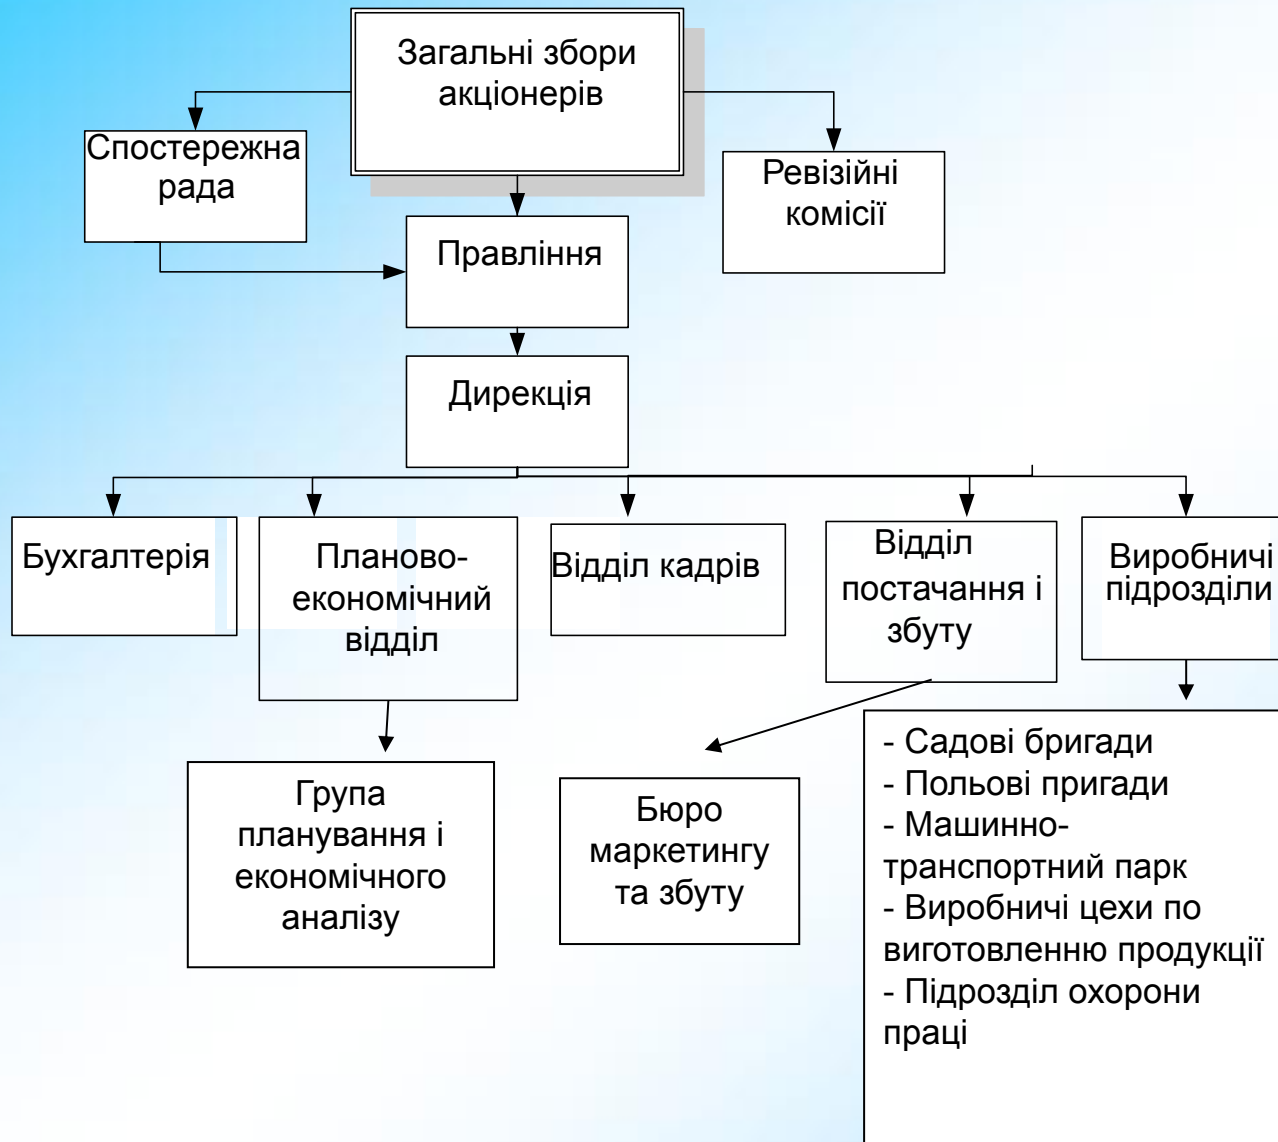 Загальні збори
акціонерів
Спостережна
рада
Ревізійні
комісії
Правління
Дирекція
Бухгалтерія
Планово-
економічний
відділ
Відділ кадрів
Відділ
постачання і
збуту
Виробничі
підрозділи
Група
планування і
економічного
аналізу
Бюро
маркетингу
та збуту
- Садові бригади
- Польові пригади
- Машинно-
транспортний парк
- Виробничі цехи по
виготовленню продукції
- Підрозділ охорони
праці